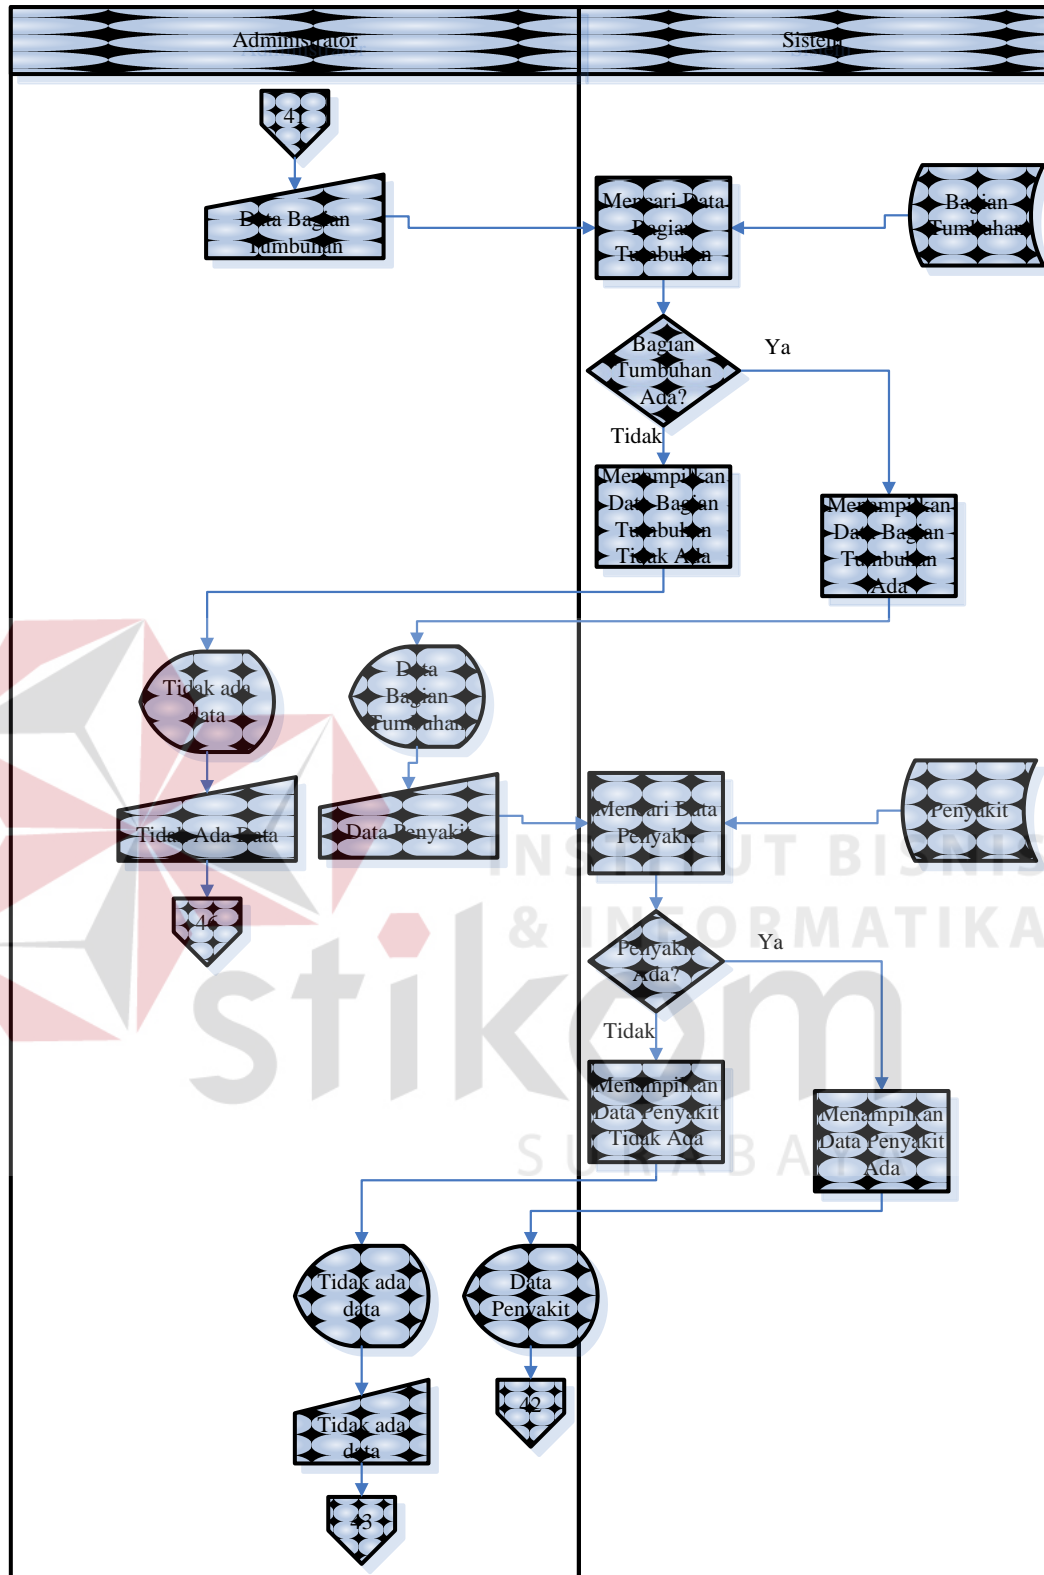 Administrator
Sistem
41
Data Bagian
Tumbuhan
Mencari Data
Bagian
Tumbuhan
Bagian
Tumbuhan
Bagian
Tumbuhan
Ada?
Ya
Tidak
Menampilkan
Data Bagian
Tumbuhan
Tidak Ada
Menampilkan
Data Bagian
Tumbuhan
Ada
Tidak ada
data
Data
Bagian
Tumbuhan
Tidak Ada Data
Data Penyakit
Mencari Data
Penyakit
Penyakit
INSTITUT BISNIS
& INFORMATIKA
stikom
SURABAYA
46
Penyakit
Ada?
Ya
Tidak
Menampilkan
Data Penyakit
Tidak Ada
Menampilkan
Data Penyakit
Ada
Tidak ada
data
Data
Penyakit
Tidak ada
data
42
43